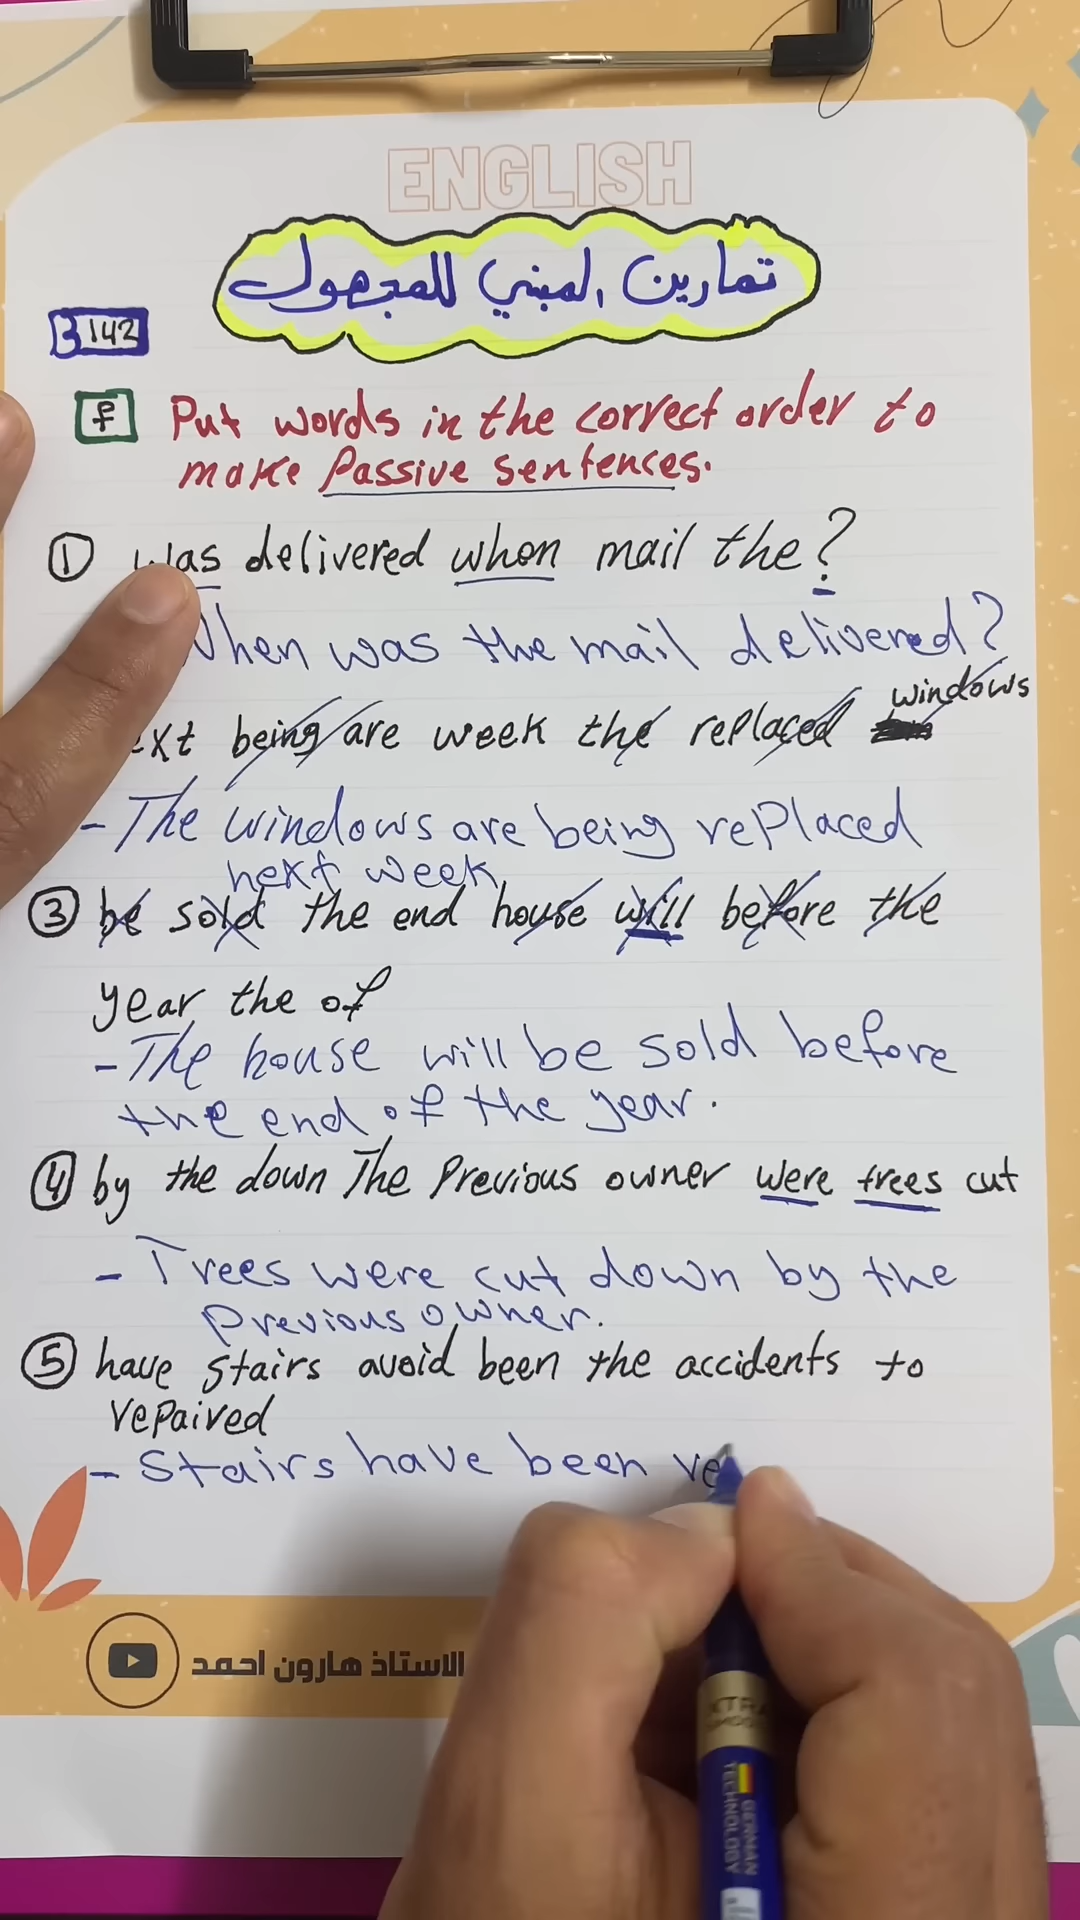 ENGLISH
تمارين المبني للمجهول
142
f Put words in the correct order to
make Passive sentences.
① was delivered when mail the?
When was the mail delivered?
windows
being are week the replaced
- The windows are being replaced
next week
③ be sold the end house will before the
year the of
- The house will be sold before
the end of the year.
④ by the down The Previous owner were trees cut
- Trees were cut down by the
Previous owner.
⑤ have stairs avoid been the accidents to
repaired
- Stairs have been re
الاستاذ هارون احمد
GERMAN
TECHNOLOGY